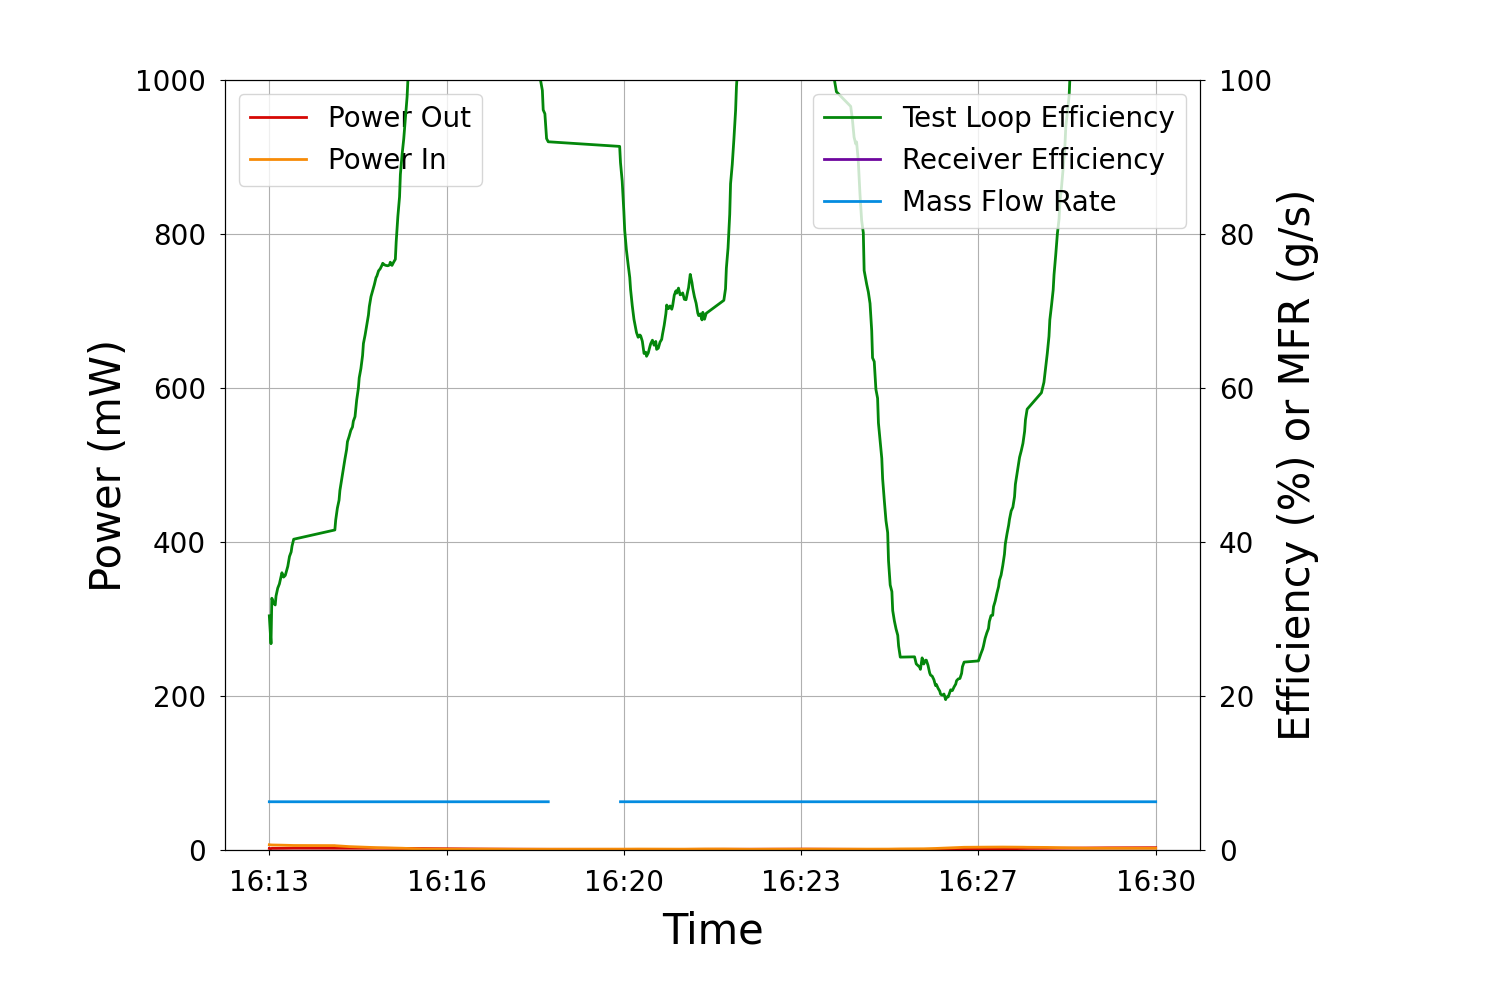 1000
800
600
400
200
0
Power (mW)
Power Out
Power In
Test Loop Efficiency
Receiver Efficiency
Mass Flow Rate
100
80
60
40
20
0
Efficiency (%) or MFR (g/s)
16:13 16:16 16:20 16:23 16:27 16:30
Time